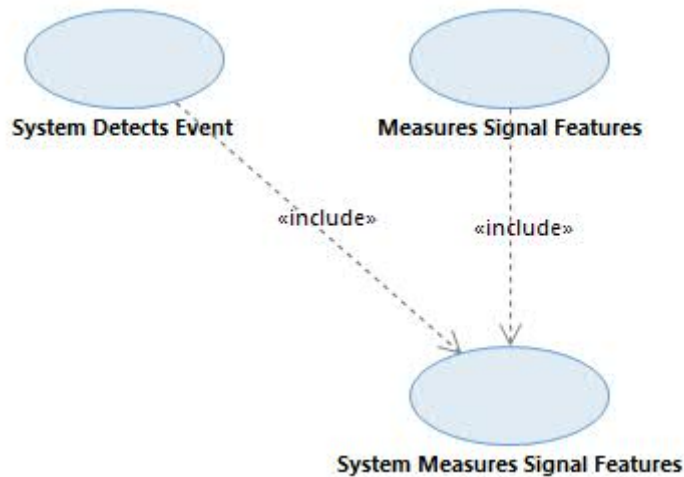 System Detects Event
Measures Signal Features
«include»
«include»
System Measures Signal Features